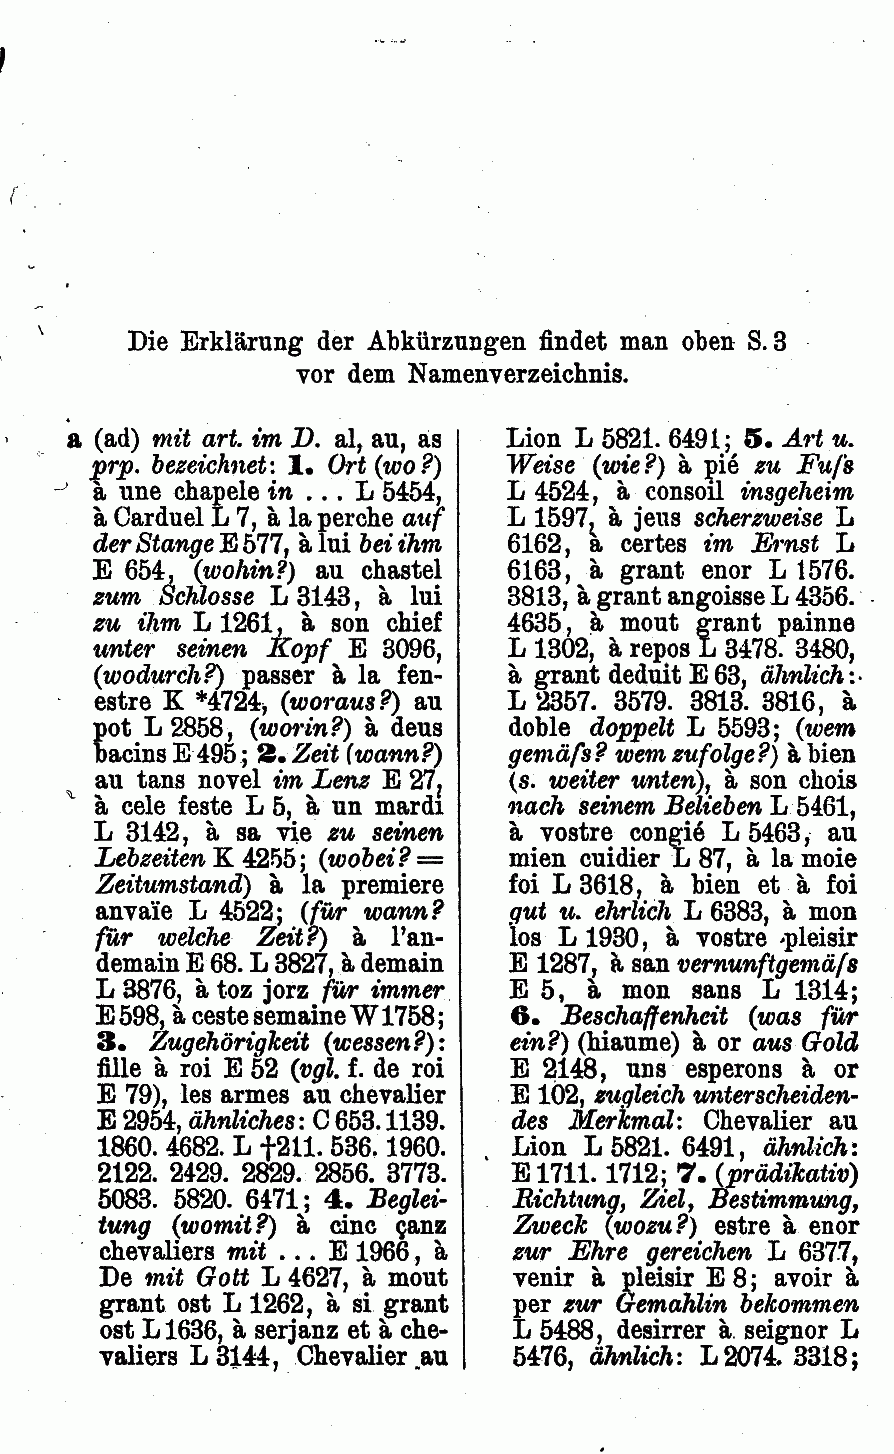 Die Erklärung der Abkürzungen findet man oben S. 3
vor dem Namenverzeichnis.
a (ad) mit art. im D. al, au, as
prp. bezeichnet: 1. Ort (wo?)
à une chapele in ... L 5454,
à Carduel L 7, à la perche auf
der Stange E 577, à lui bei ihm
E 654, (wohin?) au chastel
zum Schlosse L 3143, à lui
zu ihm L 1261, à son chief
unter seinen Kopf E 3096,
(wodurch?) passer à la fen-
estre K *4724, (woraus?) au
pot L 2858, (worin?) à deus
bacins E 495; 2. Zeit (wann?)
au tans novel im Lenz E 27,
à cele feste L 5, à un mardi
L 3142, à sa vie zu seinen
Lebzeiten K 4255; (wobei? =
Zeitumstand) à la premiere
anvaïe L 4522; (für wann?
für welche Zeit?) à l'an-
demain E 68. L 3827, à demain
L 3876, à toz jorz für immer
E 598, à ceste semaine W 1758;
3. Zugehörigkeit (wessen?):
fille à roi E 52 (vgl. f. de roi
E 79), les armes au chevalier
E 2954, ähnliches: C 653. 1139.
1860. 4682. L †211. 536. 1960.
2122. 2429. 2829. 2856. 3773.
5083. 5820. 6471; 4. Beglei-
tung (womit?) à cinc çanz
chevaliers mit ... E 1966, à
De mit Gott L 4627, à mout
grant ost L 1262, à si grant
ost L 1636, à serjanz et à che-
valiers L 3144, Chevalier au
Lion L 5821. 6491; 5. Art u.
Weise (wie?) à pié zu Fuſs
L 4524, à consoil insgeheim
L 1597, à jeus scherzweise L
6162, à certes im Ernst L
6163, à grant enor L 1576.
3813, à grant angoisse L 4356.
4635, à mout grant painne
L 1302, à repos L 3478. 3480,
à grant deduit E 63, ähnlich:
L 2357. 3579. 3813. 3816, à
doble doppelt L 5593; (wem
gemäſs? wem zufolge?) à bien
(s. weiter unten), à son chois
nach seinem Belieben L 5461,
à vostre congié L 5463, au
mien cuidier L 87, à la moie
foi L 3618, à bien et à foi
gut u. ehrlich L 6383, à mon
los L 1930, à vostre pleisir
E 1287, à san vernunftgemäſs
E 5, à mon sans L 1314;
6. Beschaffenheit (was für
ein?) (hiaume) à or aus Gold
E 2148, uns esperons à or
E 102, zugleich unterscheiden-
des Merkmal: Chevalier au
Lion L 5821. 6491, ähnlich:
E 1711. 1712; 7. (prädikativ)
Richtung, Ziel, Bestimmung,
Zweck (wozu?) estre à enor
zur Ehre gereichen L 6377,
venir à pleisir E 8; avoir à
per zur Gemahlin bekommen
L 5488, desirrer à seignor L
5476, ähnlich: L 2074. 3318;